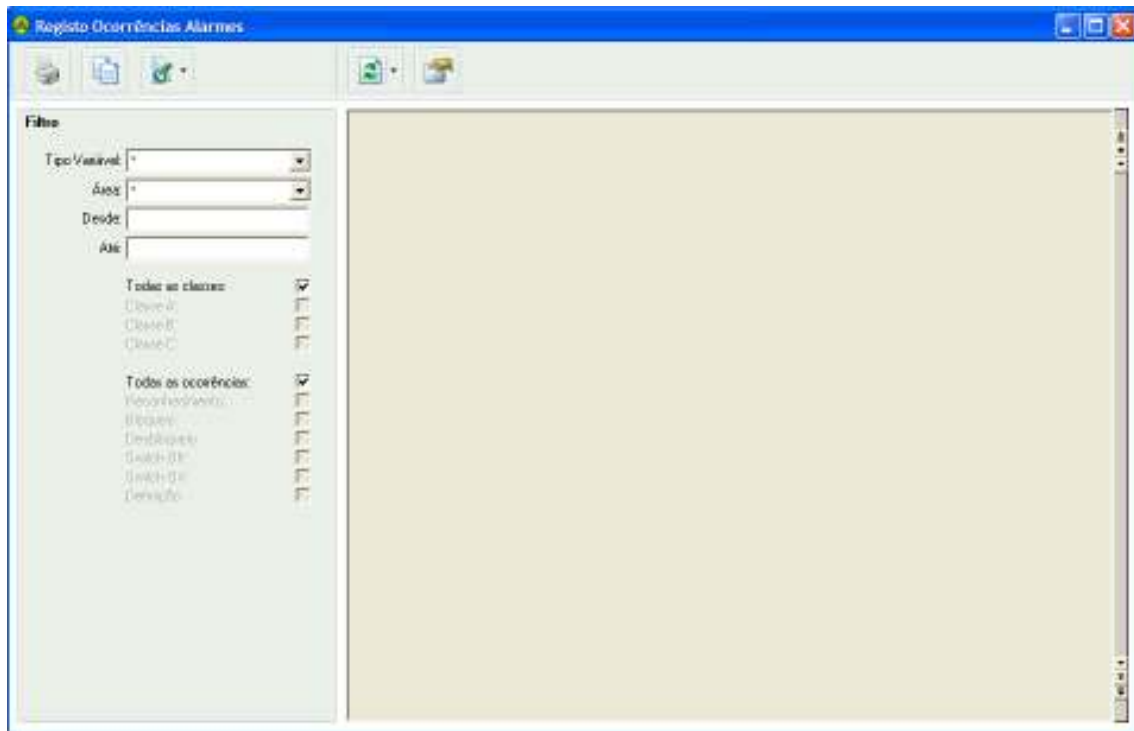 Registo Ocorrências Alarmes
Filtro
Tipo Variável: *
Área: *
Desde:
Até:
Todas as classes:
Classe A:
Classe B:
Classe C:
Todas as ocorrências:
Reconhecimento:
Bloqueio:
Desbloqueio:
Switch Off:
Switch On: